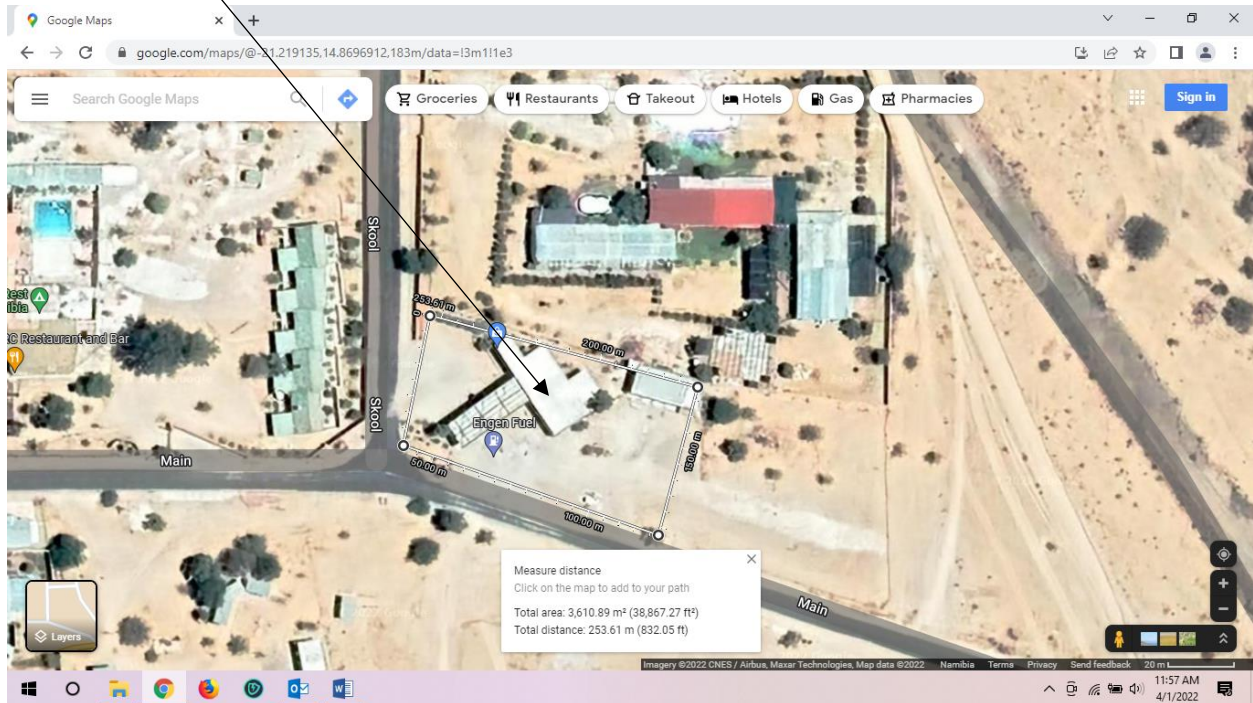 Google Maps
google.com/maps/@-21.219135,14.8696912,183m/data=!3m1!1e3
Search Google Maps
Groceries
Restaurants
Takeout
Hotels
Gas
Pharmacies
Sign in
Skool
253.61 m
0
200.00 m
Rest
ibia
C Restaurant and Bar
Skool
Engen Fuel
Main
50.00 m
150.00 m
100.00 m
Measure distance
Click on the map to add to your path
Total area: 3,610.89 m² (38,867.27 ft²)
Total distance: 253.61 m (832.05 ft)
Main
Layers
Imagery ©2022 CNES / Airbus, Maxar Technologies, Map data ©2022 Namibia Terms Privacy Send feedback 20 m
11:57 AM
4/1/2022